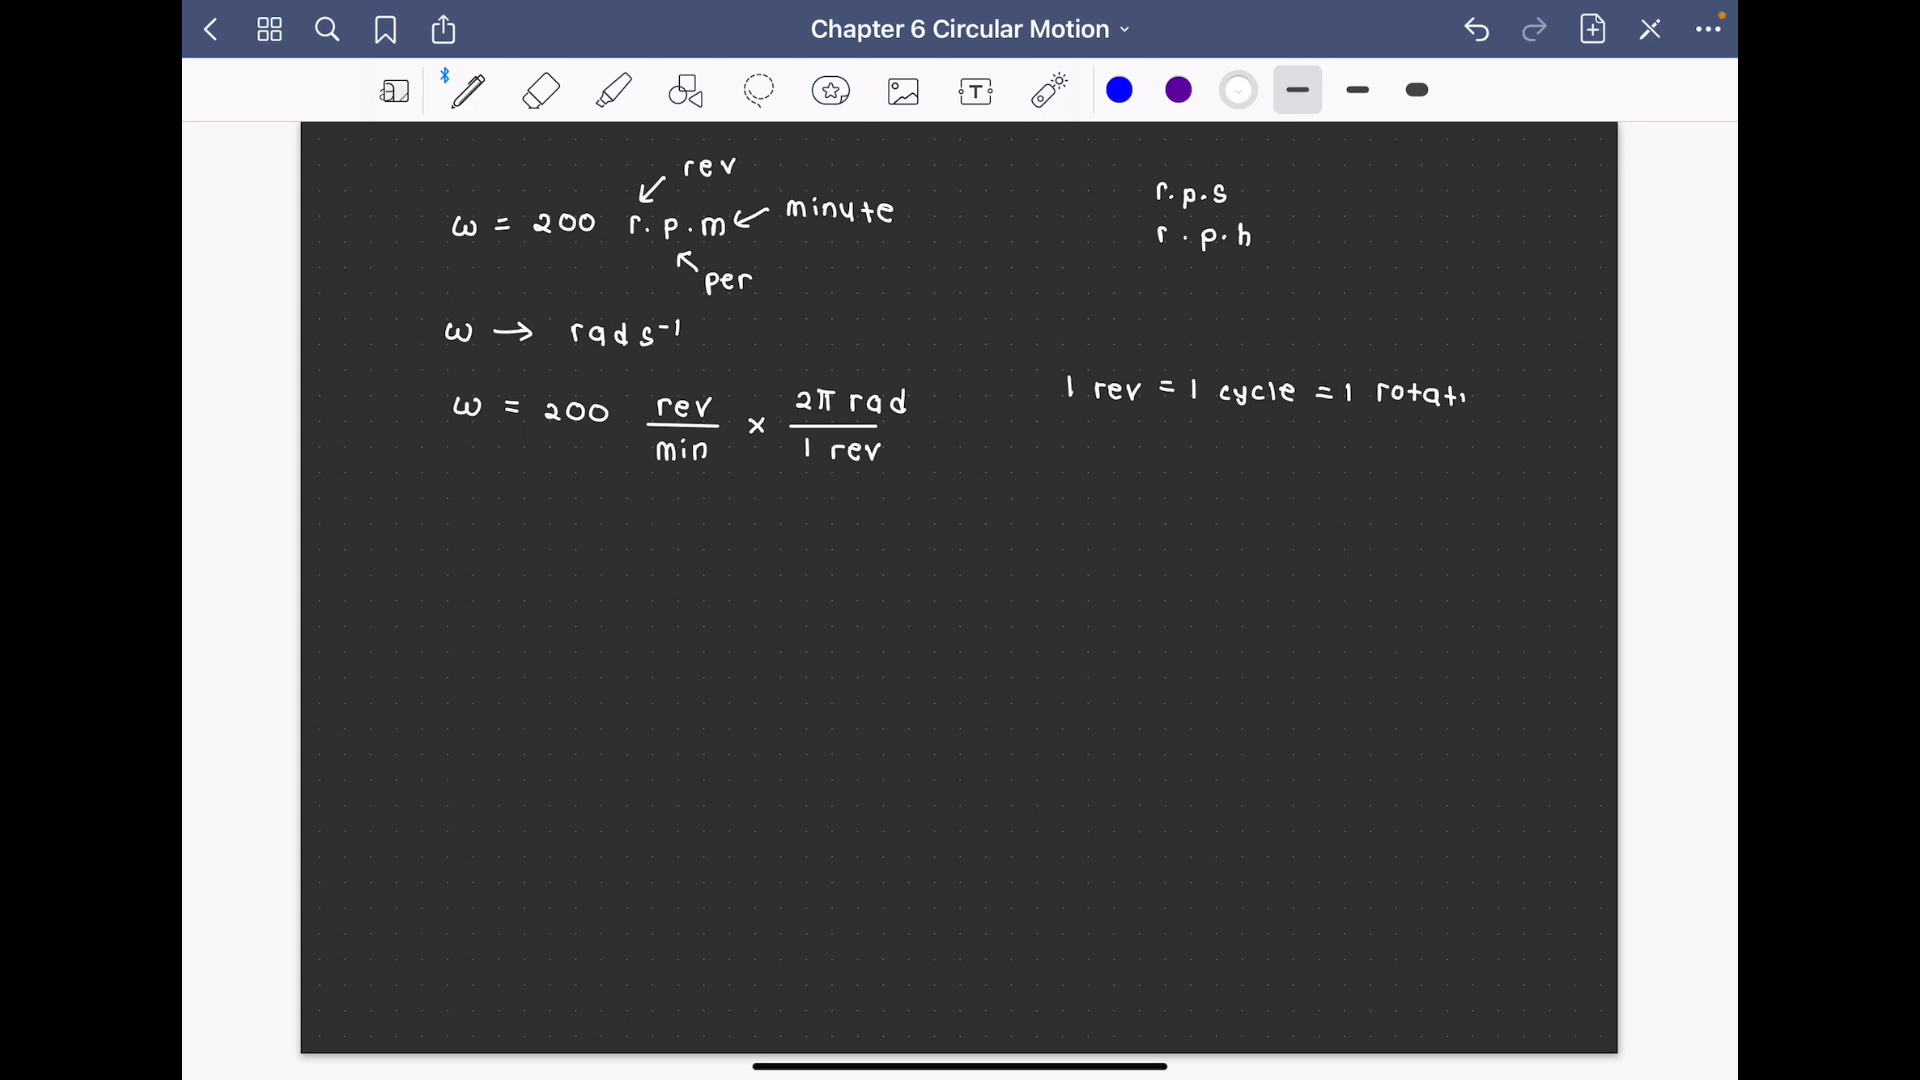 Chapter 6 Circular Motion
rev
ω = 200 r.p.m minute
per
r.p.s
r.p.h
ω → rad s⁻¹
ω = 200 rev/min × 2π rad/1 rev
1 rev = 1 cycle = 1 rotati